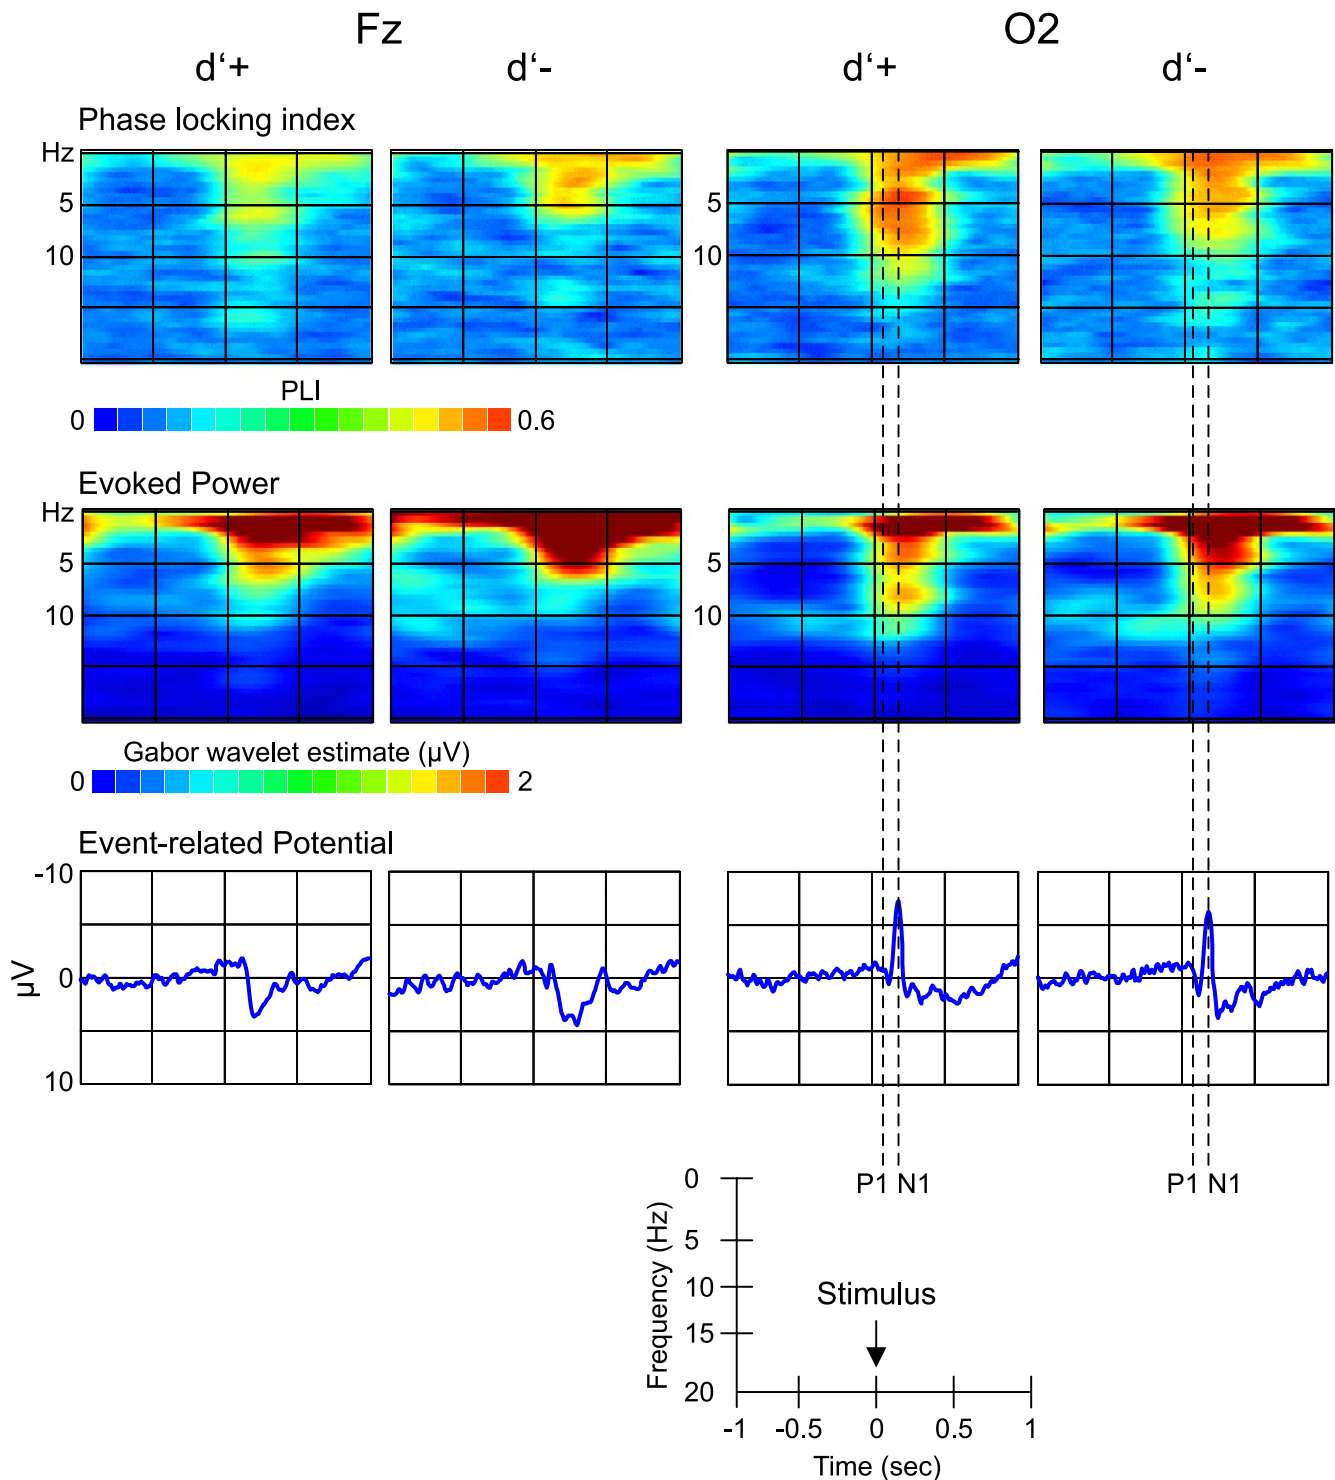 Fz O2
d‘+ d‘- d‘+ d‘-
Phase locking index
Hz
5 5
10 10
PLI
0 0.6
Evoked Power
Hz
5 5
10 10
Gabor wavelet estimate (µV)
0 2
Event-related Potential
-10
0
10
µV
P1 N1 P1 N1
0
5
10
15
20
Frequency (Hz)
Stimulus
-1 -0.5 0 0.5 1
Time (sec)